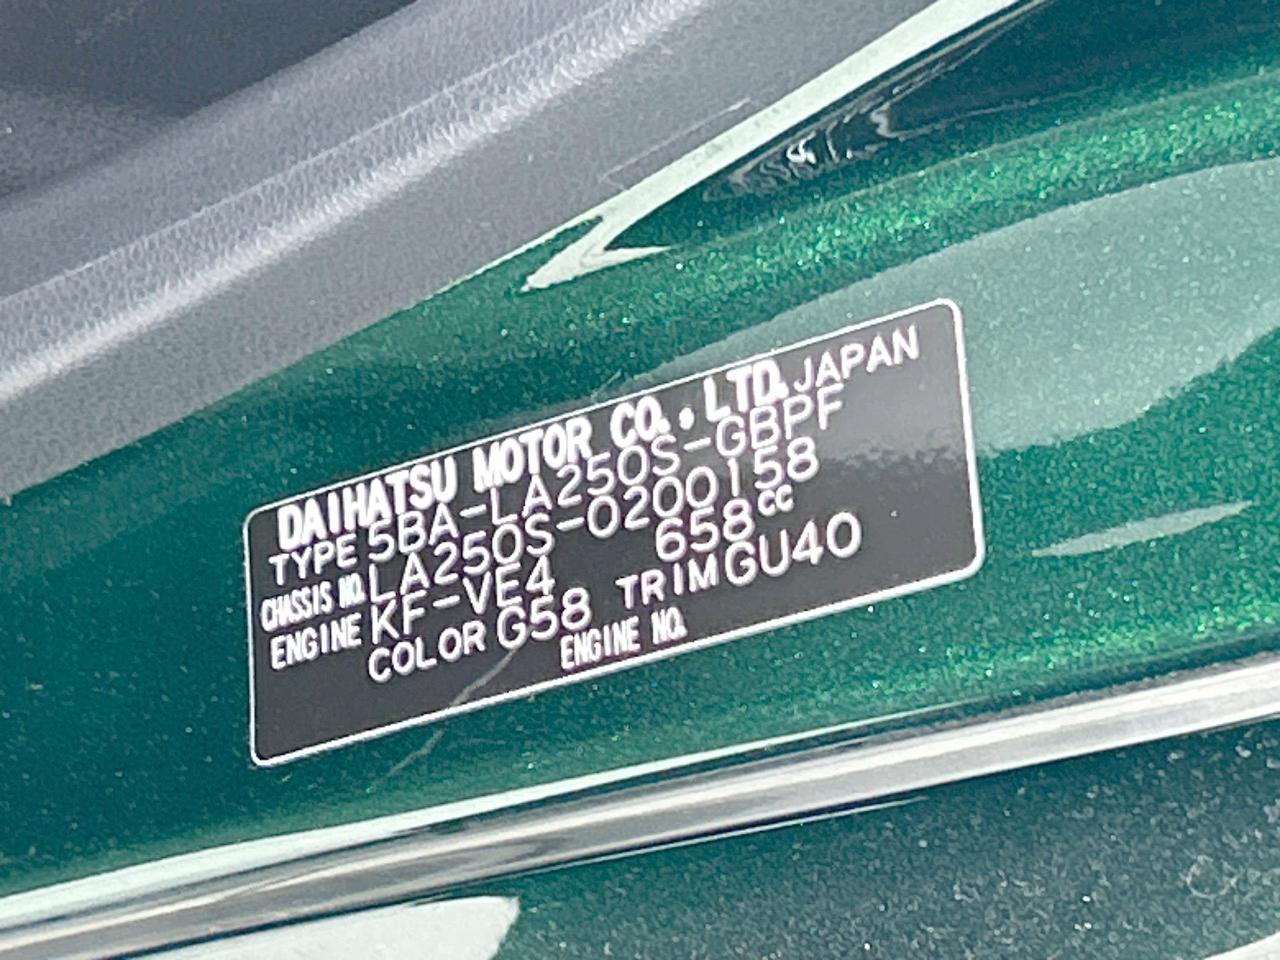 DAIHATSU MOTOR CO., LTD. JAPAN
TYPE 5BA-LA250S-GBPF
CHASSIS NO. LA250S-0200158
ENGINE KF-VE4 658cc
COLOR G58 TRIM GU40
ENGINE NO.